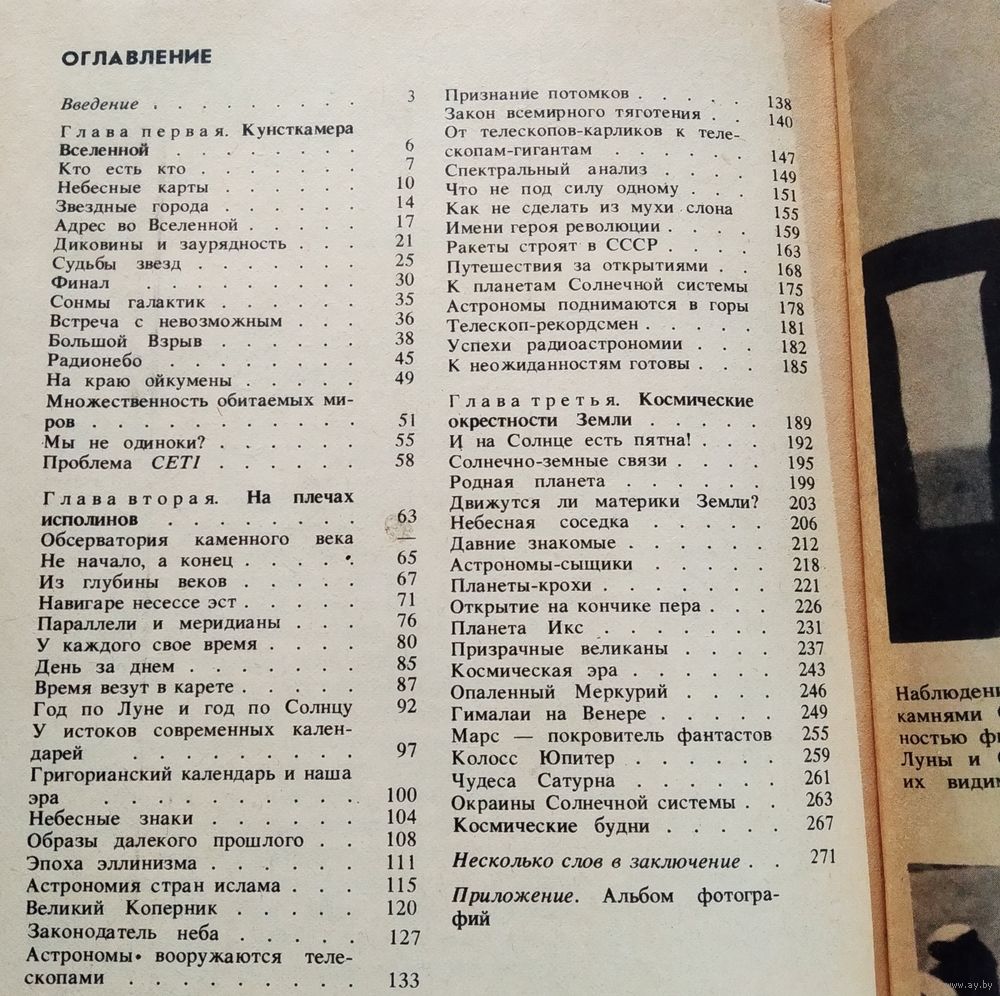 ОГЛАВЛЕНИЕ
Введение . . . . . . . . . 3
Глава первая. Кунсткамера
Вселенной . . . . . . . . 6
Кто есть кто . . . . . . . 7
Небесные карты . . . . . . 10
Звездные города . . . . . . 14
Адрес во Вселенной . . . . . 17
Диковины и заурядность . . . 21
Судьбы звезд . . . . . . . 25
Финал . . . . . . . . 30
Сонмы галактик . . . . . . 35
Встреча с невозможным . . . 36
Большой Взрыв . . . . . . 38
Радионебо . . . . . . . . 45
На краю ойкумены . . . . . 49
Множественность обитаемых ми-
ров . . . . . . . . . . 51
Мы не одиноки? . . . . . . 55
Проблема CETI . . . . . . 58
Глава вторая. На плечах
исполинов . . . . . . . . 63
Обсерватория каменного века —
Не начало, а конец . . . . . 65
Из глубины веков . . . . . 67
Навигаре несессе эст . . . . . 71
Параллели и меридианы . . . 76
У каждого свое время . . . . 80
День за днем . . . . . . . 85
Время везут в карете . . . . . 87
Год по Луне и год по Солнцу 92
У истоков современных кален-
дарей . . . . . . . . . 97
Григорианский календарь и наша
эра . . . . . . . . . . 100
Небесные знаки . . . . . . 104
Образы далекого прошлого . . 108
Эпоха эллинизма . . . . . . 111
Астрономия стран ислама . . . 115
Великий Коперник . . . . . 120
Законодатель неба . . . . . 127
Астрономы вооружаются теле-
скопами . . . . . . . . . 133
Признание потомков . . . . . 138
Закон всемирного тяготения . . 140
От телескопов-карликов к теле-
скопам-гигантам . . . . . . 147
Спектральный анализ . . . . 149
Что не под силу одному . . . 151
Как не сделать из мухи слона 155
Имени героя революции . . . 159
Ракеты строят в СССР . . . . 163
Путешествия за открытиями . . 168
К планетам Солнечной системы 175
Астрономы поднимаются в горы 178
Телескоп-рекордсмен . . . . . 181
Успехи радиоастрономии . . . 182
К неожиданностям готовы . . . 185
Глава третья. Космические
окрестности Земли . . . . . 189
И на Солнце есть пятна! . . . 192
Солнечно-земные связи . . . . 195
Родная планета . . . . . . 199
Движутся ли материки Земли? 203
Небесная соседка . . . . . 206
Давние знакомые . . . . . . 212
Астрономы-сыщики . . . . . 218
Планеты-крохи . . . . . . . 221
Открытие на кончике пера . . . 226
Планета Икс . . . . . . . 231
Призрачные великаны . . . . 237
Космическая эра . . . . . . 243
Опаленный Меркурий . . . . 246
Гималаи на Венере . . . . . 249
Марс — покровитель фантастов 255
Колосс Юпитер . . . . . . 259
Чудеса Сатурна . . . . . . 261
Окраины Солнечной системы . . 263
Космические будни . . . . . 267
Несколько слов в заключение . . 271
Приложение. Альбом фотогра-
фий
Наблюдени
камнями
ностью
Луны и
их видим
www.ay.by